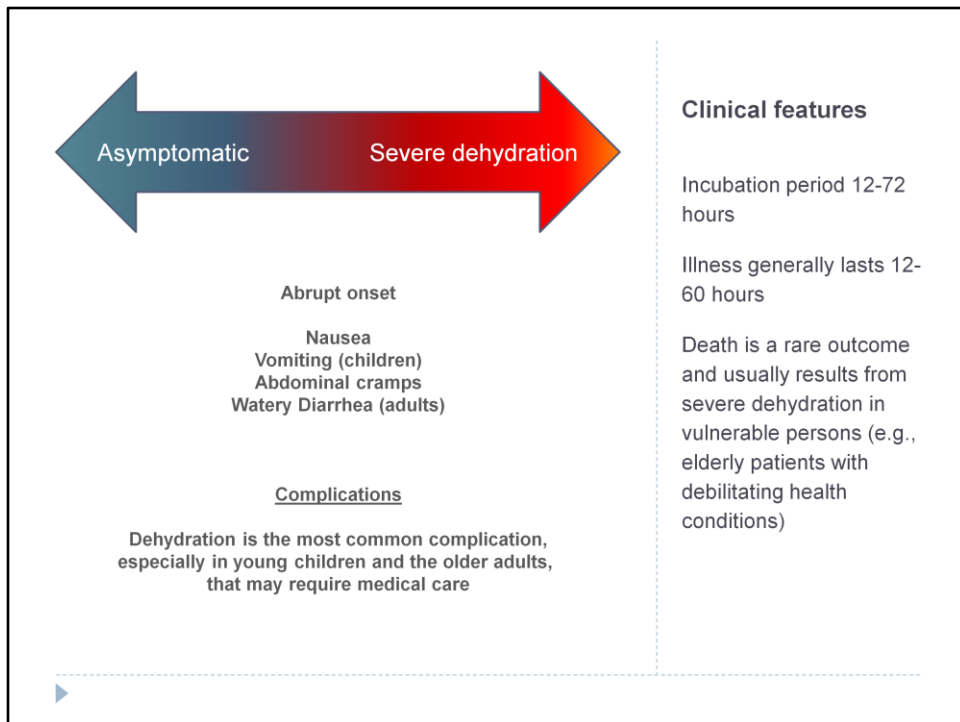 Asymptomatic Severe dehydration
Abrupt onset
Nausea
Vomiting (children)
Abdominal cramps
Watery Diarrhea (adults)
Complications
Dehydration is the most common complication,
especially in young children and the older adults,
that may require medical care
Clinical features
Incubation period 12-72
hours
Illness generally lasts 12-
60 hours
Death is a rare outcome
and usually results from
severe dehydration in
vulnerable persons (e.g.,
elderly patients with
debilitating health
conditions)